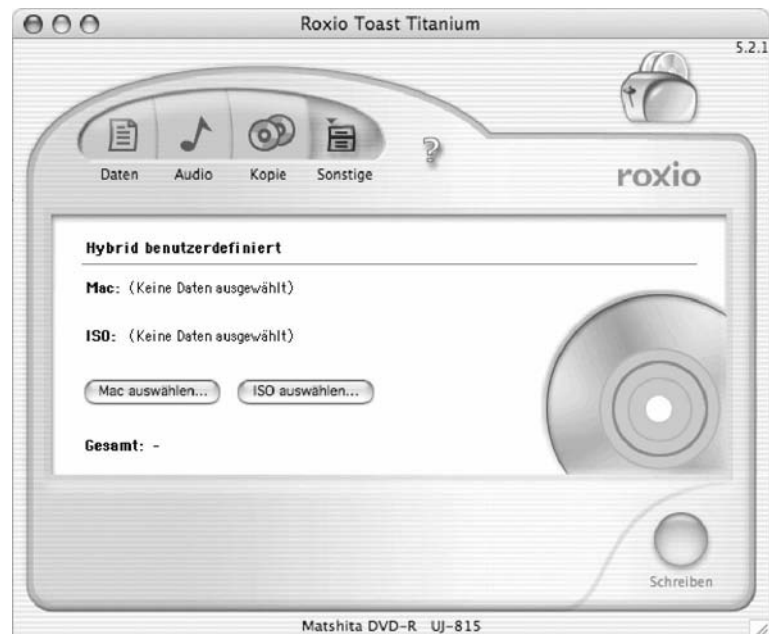 Roxio Toast Titanium
5.2.1
Daten Audio Kopie Sonstige
?
roxio
Hybrid benutzerdefiniert
Mac: (Keine Daten ausgewählt)
ISO: (Keine Daten ausgewählt)
Mac auswählen... ISO auswählen...
Gesamt: -
Schreiben
Matshita DVD-R UJ-815